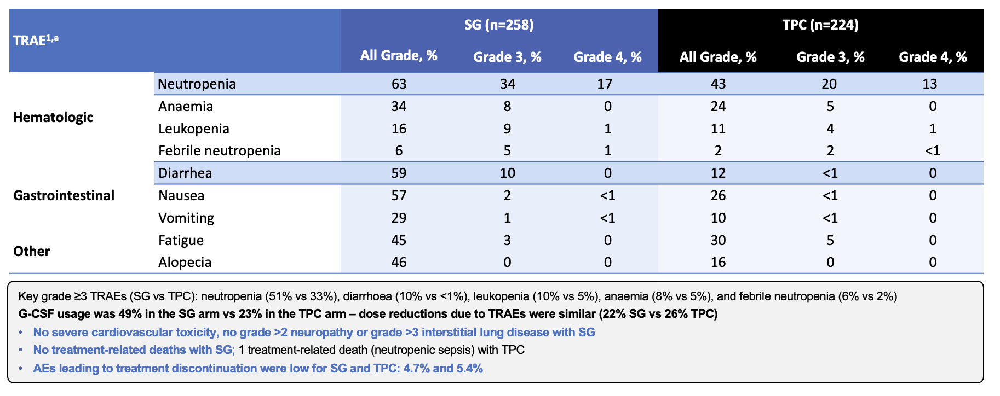 TRAE1,a SG (n=258) TPC (n=224)
All Grade, % Grade 3, % Grade 4, % All Grade, % Grade 3, % Grade 4, %
Hematologic
Neutropenia 63 34 17 43 20 13
Anaemia 34 8 0 24 5 0
Leukopenia 16 9 1 11 4 1
Febrile neutropenia 6 5 1 2 2 <1
Gastrointestinal
Diarrhea 59 10 0 12 <1 0
Nausea 57 2 <1 26 <1 0
Vomiting 29 1 <1 10 <1 0
Other
Fatigue 45 3 0 30 5 0
Alopecia 46 0 0 16 0 0
Key grade ≥3 TRAEs (SG vs TPC): neutropenia (51% vs 33%), diarrhoea (10% vs <1%), leukopenia (10% vs 5%), anaemia (8% vs 5%), and febrile neutropenia (6% vs 2%)
G-CSF usage was 49% in the SG arm vs 23% in the TPC arm – dose reductions due to TRAEs were similar (22% SG vs 26% TPC)
• No severe cardiovascular toxicity, no grade >2 neuropathy or grade >3 interstitial lung disease with SG
• No treatment-related deaths with SG; 1 treatment-related death (neutropenic sepsis) with TPC
• AEs leading to treatment discontinuation were low for SG and TPC: 4.7% and 5.4%